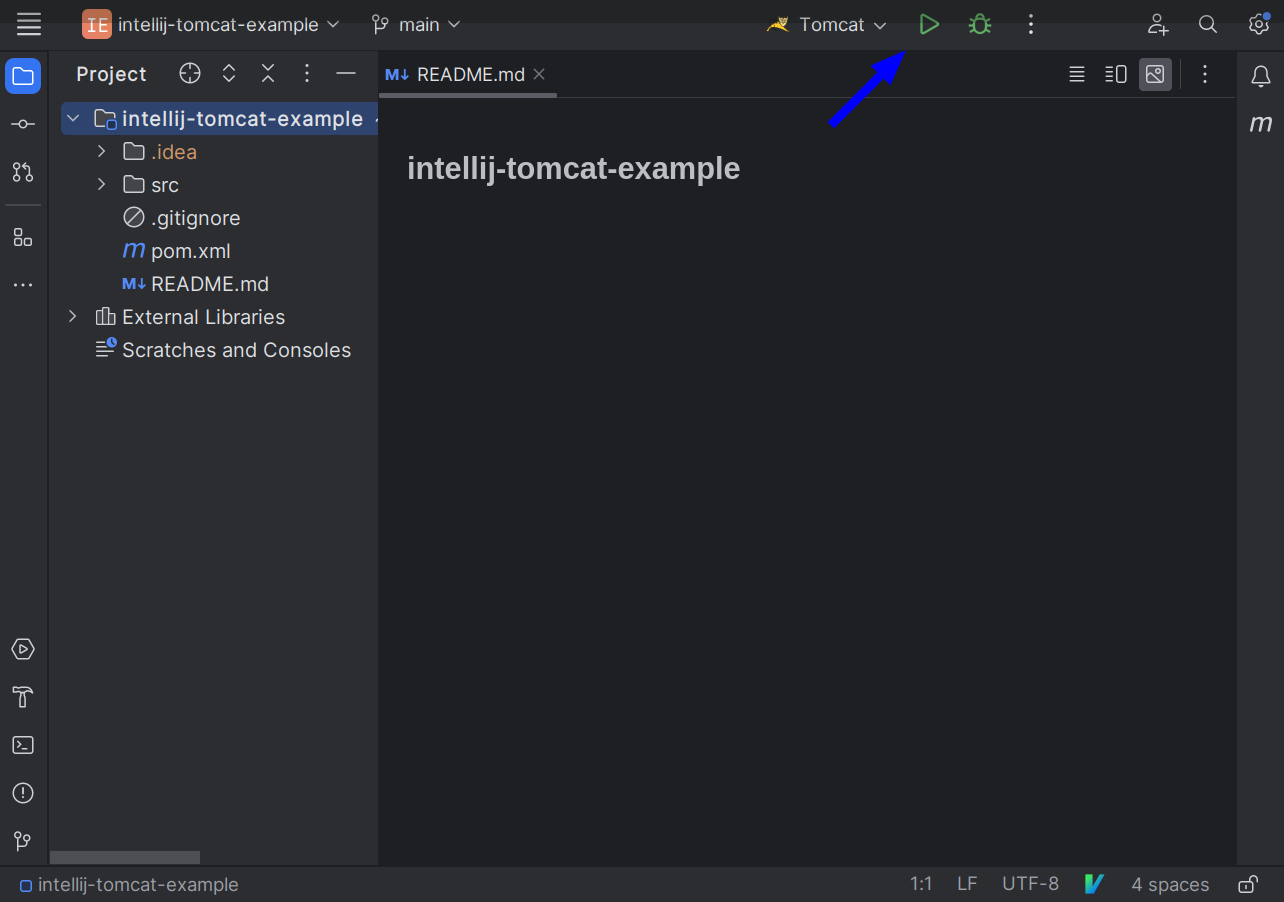 IE intellij-tomcat-example main Tomcat
Project M↓ README.md
intellij-tomcat-example
.idea
src
.gitignore
m pom.xml
M↓ README.md
External Libraries
Scratches and Consoles
intellij-tomcat-example
m
intellij-tomcat-example 1:1 LF UTF-8 4 spaces